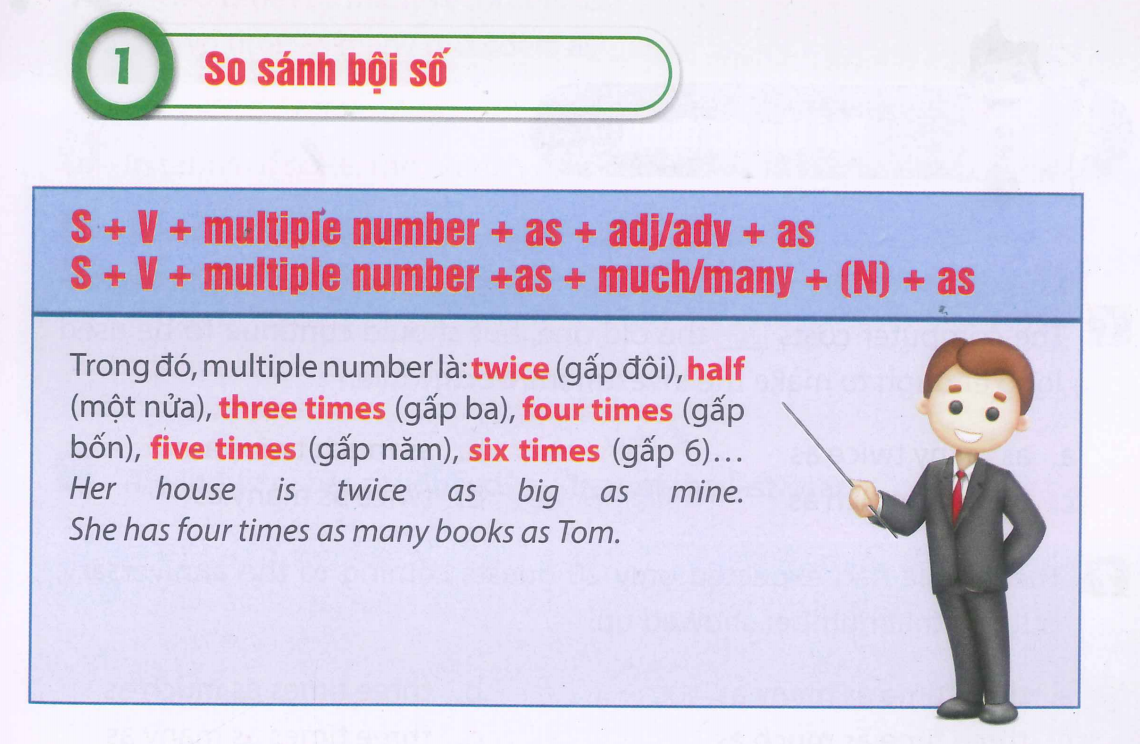 1
So sánh bội số
S + V + multiple number + as + adj/adv + as
S + V + multiple number +as + much/many + (N) + as
Trong đó, multiple number là: twice (gấp đôi), half
(một nửa), three times (gấp ba), four times (gấp
bốn), five times (gấp năm), six times (gấp 6)...
Her house is twice as big as mine.
She has four times as many books as Tom.